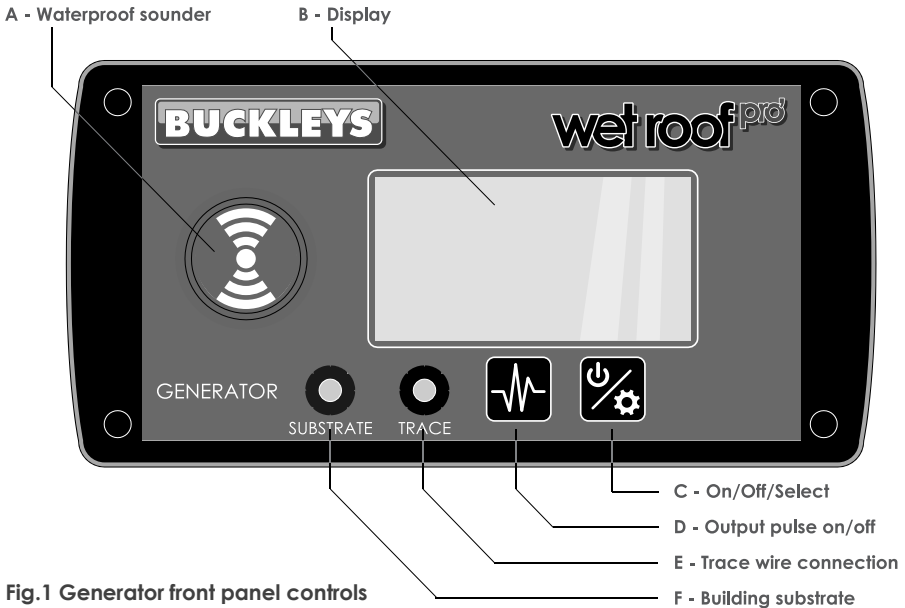 A - Waterproof sounder
B - Display
BUCKLEYS
wet roof pro'
GENERATOR
SUBSTRATE
TRACE
C - On/Off/Select
D - Output pulse on/off
E - Trace wire connection
F - Building substrate
Fig.1 Generator front panel controls